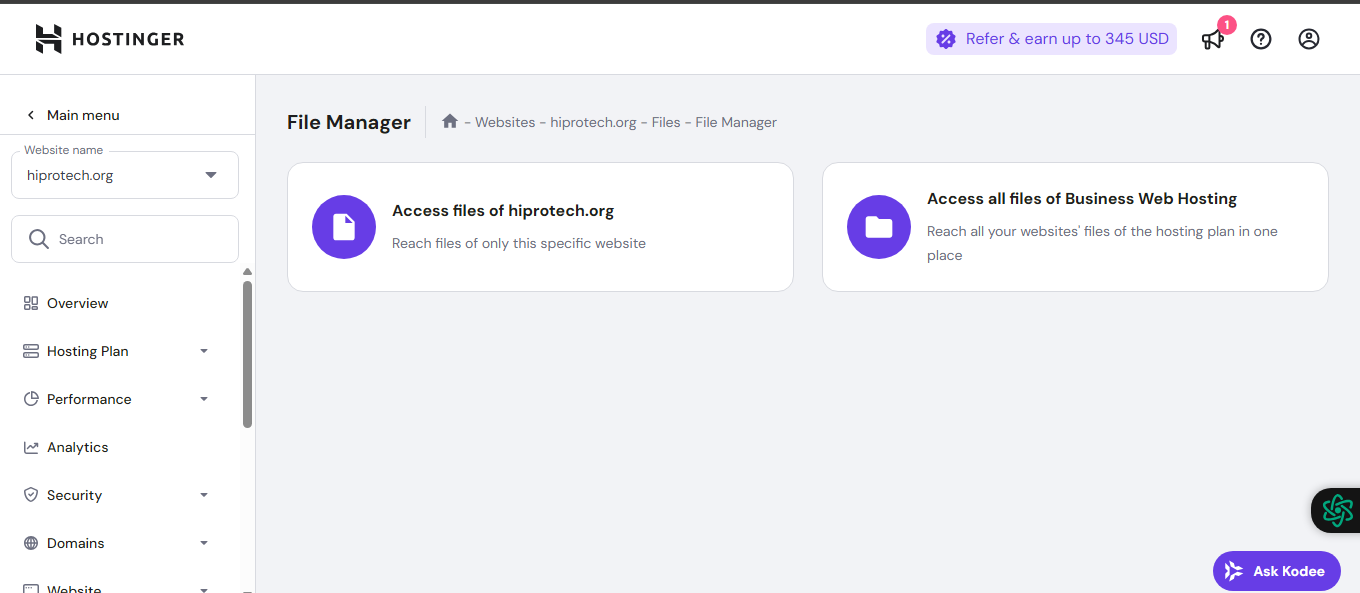 HOSTINGER
Refer & earn up to 345 USD
1
Main menu
Website name
hiprotech.org
Search
Overview
Hosting Plan
Performance
Analytics
Security
Domains
Website
File Manager
- Websites - hiprotech.org - Files - File Manager
Access files of hiprotech.org
Reach files of only this specific website
Access all files of Business Web Hosting
Reach all your websites' files of the hosting plan in one
place
Ask Kodee